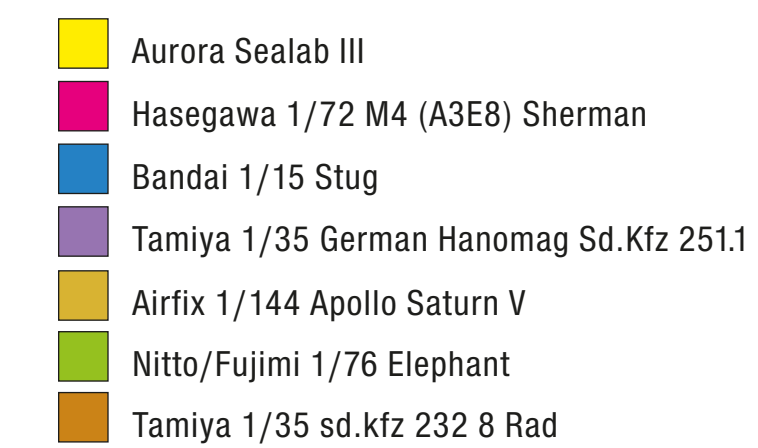 Aurora Sealab III
Hasegawa 1/72 M4 (A3E8) Sherman
Bandai 1/15 Stug
Tamiya 1/35 German Hanomag Sd.Kfz 251.1
Airfix 1/144 Apollo Saturn V
Nitto/Fujimi 1/76 Elephant
Tamiya 1/35 sd.kfz 232 8 Rad